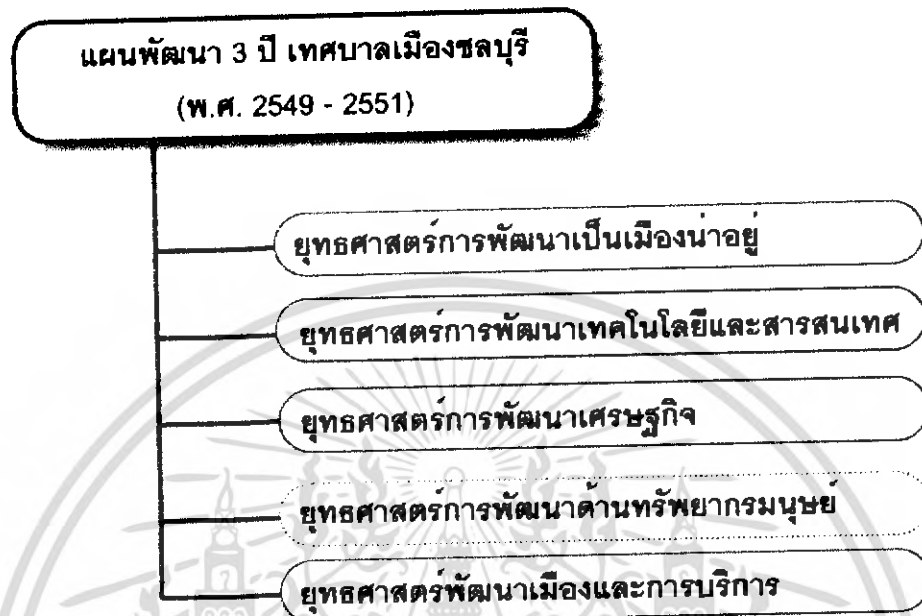 แผนพัฒนา 3 ปี เทศบาลเมืองชลบุรี
(พ.ศ. 2549 - 2551)
ยุทธศาสตร์การพัฒนาเป็นเมืองน่าอยู่
ยุทธศาสตร์การพัฒนาเทคโนโลยีและสารสนเทศ
ยุทธศาสตร์การพัฒนาเศรษฐกิจ
ยุทธศาสตร์การพัฒนาด้านทรัพยากรมนุษย์
ยุทธศาสตร์พัฒนาเมืองและการบริการ